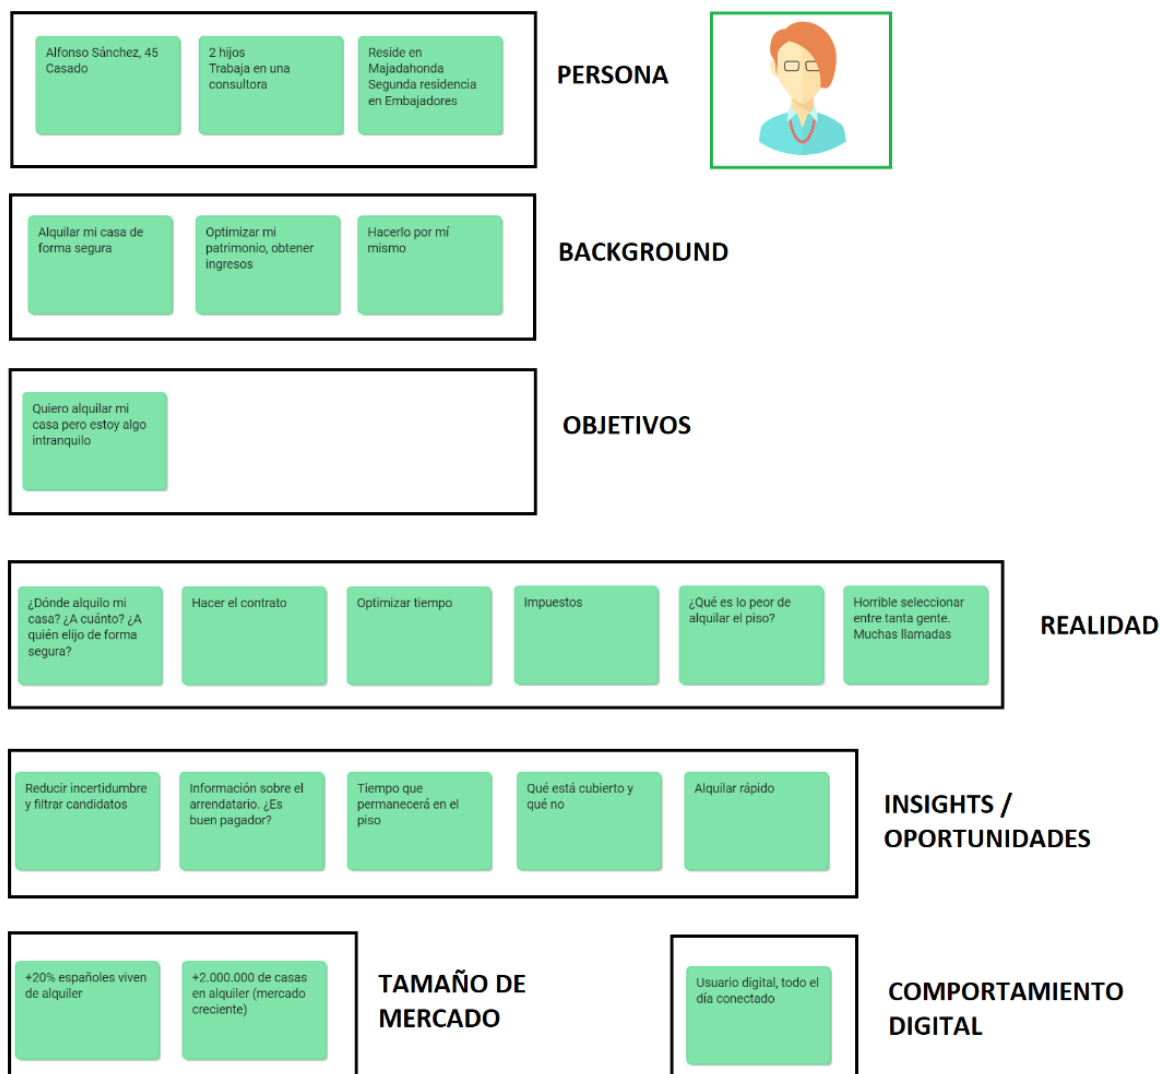 Alfonso Sánchez, 45
Casado
2 hijos
Trabaja en una
consultora
Reside en
Majadahonda
Segunda residencia
en Embajadores
PERSONA
Alquilar mi casa de
forma segura
Optimizar mi
patrimonio, obtener
ingresos
Hacerlo por mí
mismo
BACKGROUND
Quiero alquilar mi
casa pero estoy algo
intranquilo
OBJETIVOS
¿Dónde alquilo mi
casa? ¿A cuánto? ¿A
quién elijo de forma
segura?
Hacer el contrato
Optimizar tiempo
Impuestos
¿Qué es lo peor de
alquilar el piso?
Horrible seleccionar
entre tanta gente.
Muchas llamadas
REALIDAD
Reducir incertidumbre
y filtrar candidatos
Información sobre el
arrendatario. ¿Es
buen pagador?
Tiempo que
permanecerá en el
piso
Qué está cubierto y
qué no
Alquilar rápido
INSIGHTS /
OPORTUNIDADES
+20% españoles viven
de alquiler
+2.000.000 de casas
en alquiler (mercado
creciente)
TAMAÑO DE
MERCADO
Usuario digital, todo el
día conectado
COMPORTAMIENTO
DIGITAL